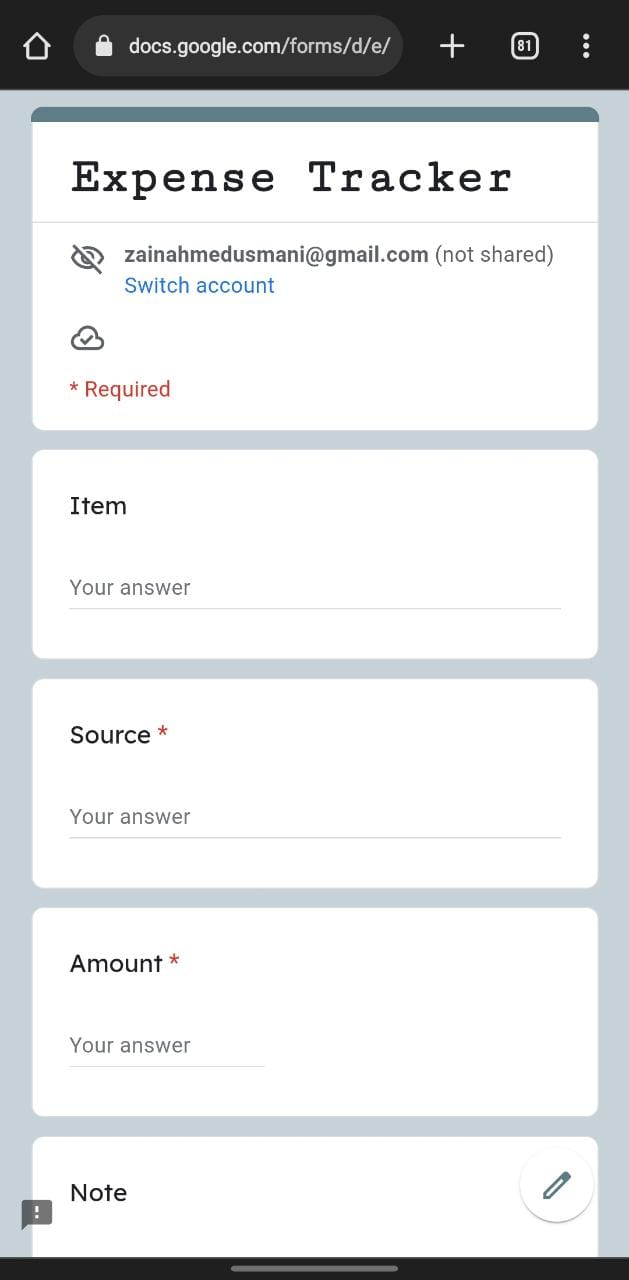 docs.google.com/forms/d/e/
81
Expense Tracker
zainahmedusmani@gmail.com (not shared)
Switch account
* Required
Item
Your answer
Source *
Your answer
Amount *
Your answer
Note